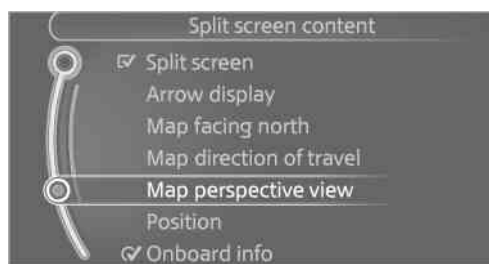 Split screen content
Split screen
Arrow display
Map facing north
Map direction of travel
Map perspective view
Position
Onboard info